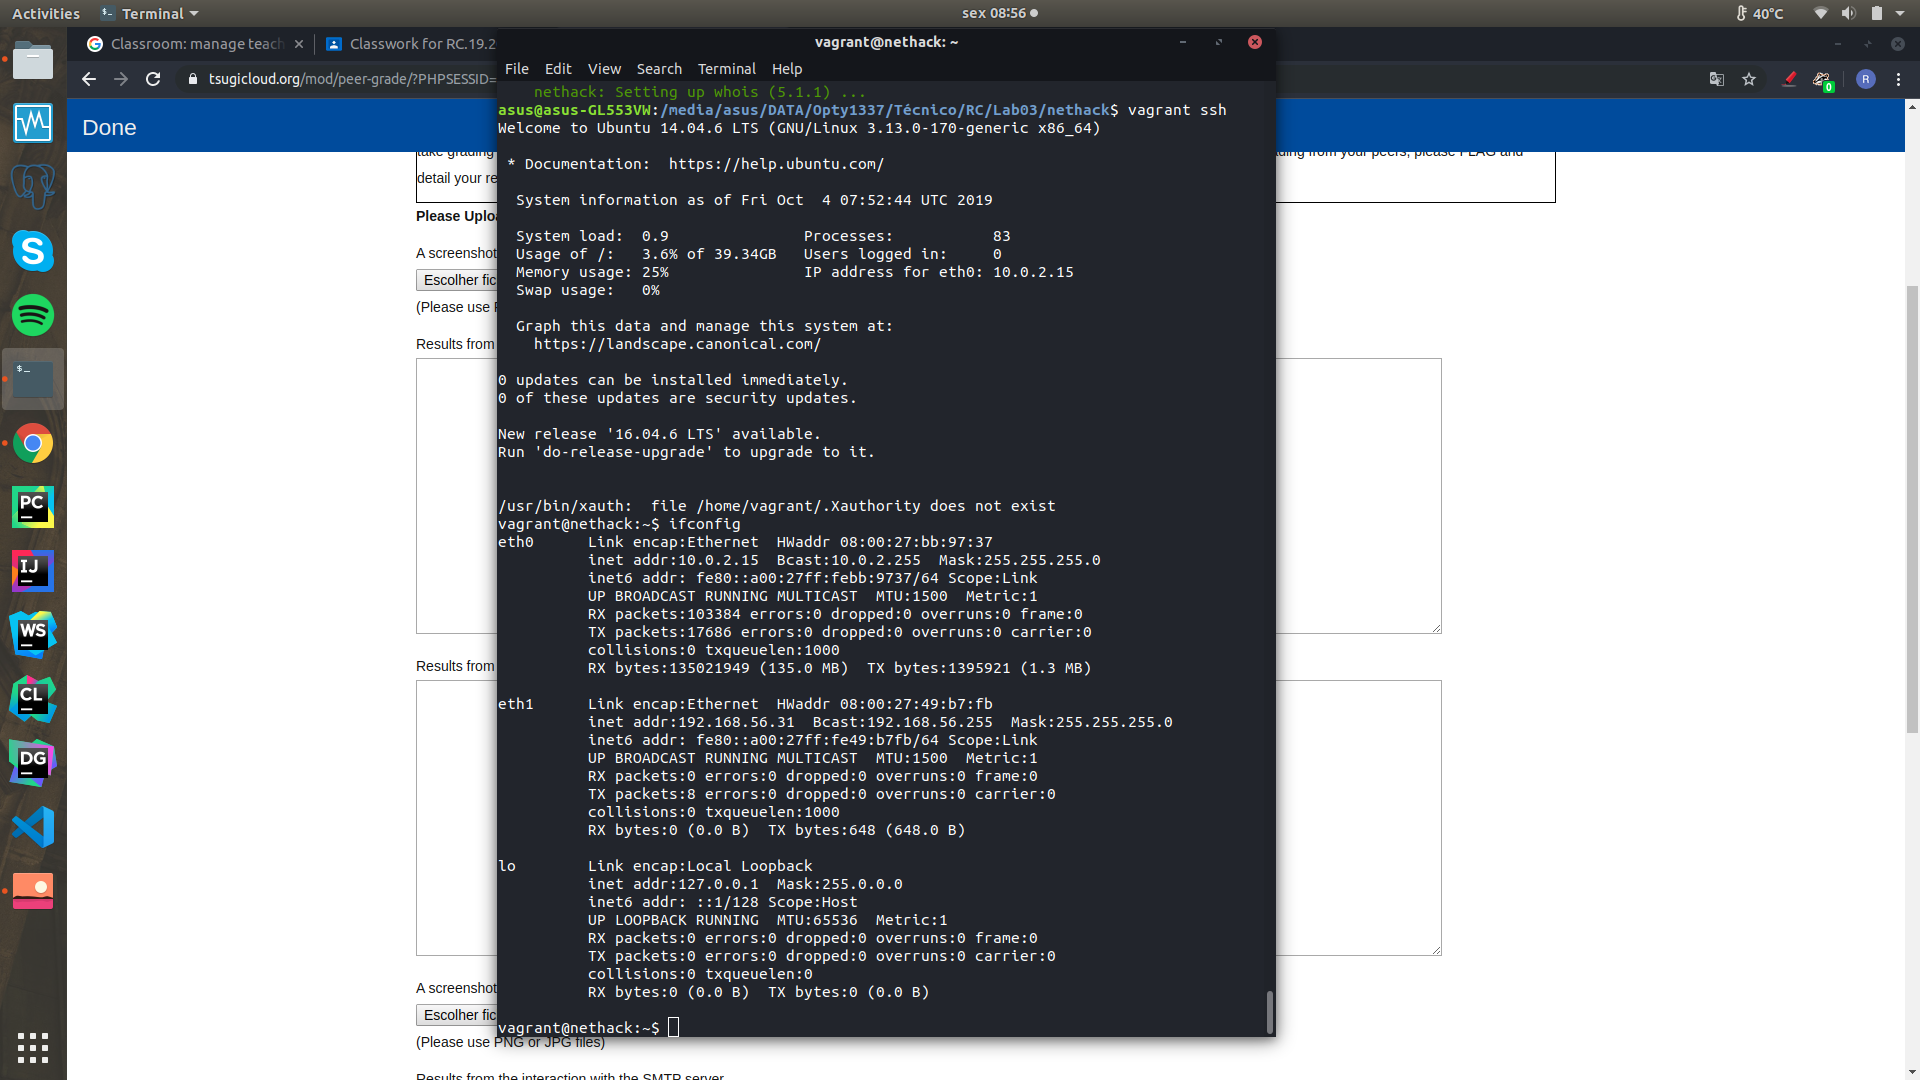 Activities
Terminal
sex 08:56
40°C
Classroom: manage teach
Classwork for RC.19.2
tsugicloud.org/mod/peer-grade/?PHPSESSID=
R
0
Done
detail your re
Please Uploa
A screenshot
Escolher fic
(Please use
Results from
Results from
A screenshot
Escolher fic
(Please use PNG or JPG files)
Results from the interaction with the SMTP server
vagrant@nethack: ~
File Edit View Search Terminal Help
nethack: Setting up whois (5.1.1) ...
asus@asus-GL553VW:/media/asus/DATA/Opty1337/Técnico/RC/Lab03/nethack$ vagrant ssh
Welcome to Ubuntu 14.04.6 LTS (GNU/Linux 3.13.0-170-generic x86_64)
* Documentation:  https://help.ubuntu.com/
System information as of Fri Oct  4 07:52:44 UTC 2019
System load:  0.9               Processes:           83
Usage of /:   3.6% of 39.34GB   Users logged in:     0
Memory usage: 25%               IP address for eth0: 10.0.2.15
Swap usage:   0%
Graph this data and manage this system at:
https://landscape.canonical.com/
0 updates can be installed immediately.
0 of these updates are security updates.
New release '16.04.6 LTS' available.
Run 'do-release-upgrade' to upgrade to it.
/usr/bin/xauth:  file /home/vagrant/.Xauthority does not exist
vagrant@nethack:~$ ifconfig
eth0      Link encap:Ethernet  HWaddr 08:00:27:bb:97:37
inet addr:10.0.2.15  Bcast:10.0.2.255  Mask:255.255.255.0
inet6 addr: fe80::a00:27ff:febb:9737/64 Scope:Link
UP BROADCAST RUNNING MULTICAST  MTU:1500  Metric:1
RX packets:103384 errors:0 dropped:0 overruns:0 frame:0
TX packets:17686 errors:0 dropped:0 overruns:0 carrier:0
collisions:0 txqueuelen:1000
RX bytes:135021949 (135.0 MB)  TX bytes:1395921 (1.3 MB)
eth1      Link encap:Ethernet  HWaddr 08:00:27:49:b7:fb
inet addr:192.168.56.31  Bcast:192.168.56.255  Mask:255.255.255.0
inet6 addr: fe80::a00:27ff:fe49:b7fb/64 Scope:Link
UP BROADCAST RUNNING MULTICAST  MTU:1500  Metric:1
RX packets:0 errors:0 dropped:0 overruns:0 frame:0
TX packets:8 errors:0 dropped:0 overruns:0 carrier:0
collisions:0 txqueuelen:1000
RX bytes:0 (0.0 B)  TX bytes:648 (648.0 B)
lo        Link encap:Local Loopback
inet addr:127.0.0.1  Mask:255.0.0.0
inet6 addr: ::1/128 Scope:Host
UP LOOPBACK RUNNING  MTU:65536  Metric:1
RX packets:0 errors:0 dropped:0 overruns:0 frame:0
TX packets:0 errors:0 dropped:0 overruns:0 carrier:0
collisions:0 txqueuelen:0
RX bytes:0 (0.0 B)  TX bytes:0 (0.0 B)
vagrant@nethack:~$
$_
PC
IJ
WS
CL
DG